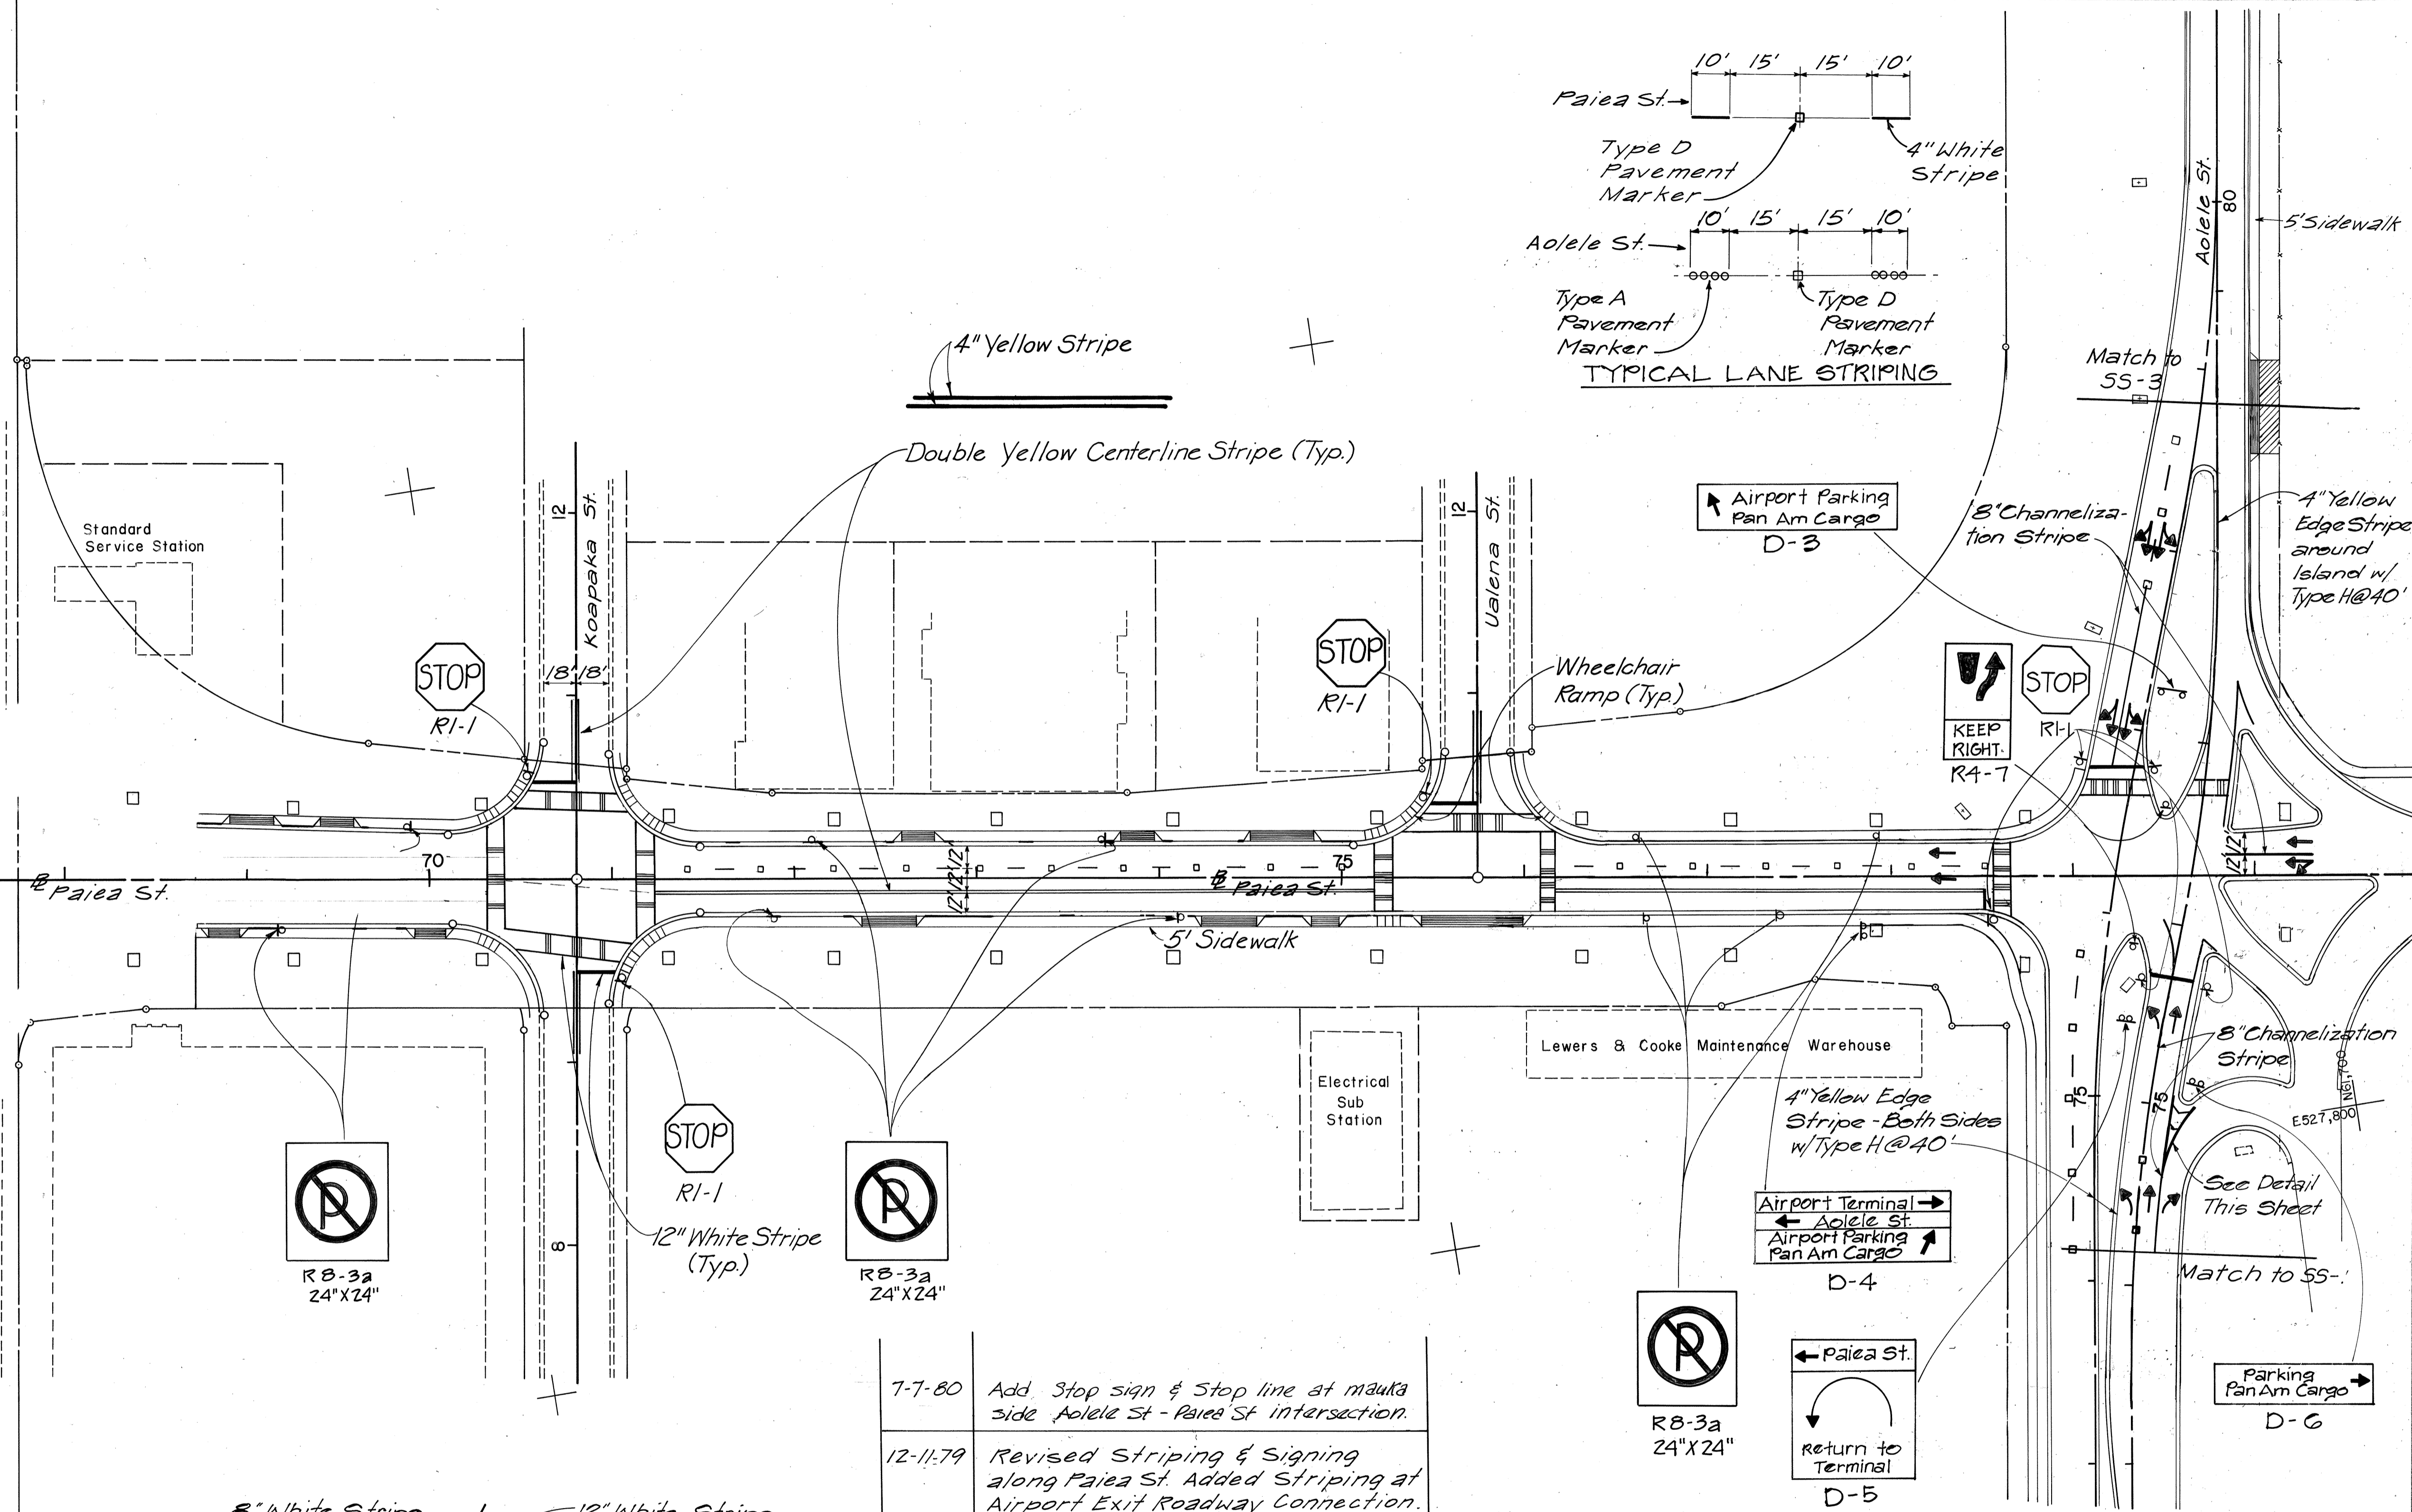 10' 15' 15' 10'
Paiea St.
Type D
Pavement
Marker
4" White
Stripe
10' 15' 15' 10'
Aolele St.
Type A
Pavement
Marker
Type D
Pavement
Marker
TYPICAL LANE STRIPING
Aolele St.
80
5' Sidewalk
Match to
SS-3
4" Yellow Stripe
Double Yellow Centerline Stripe (Typ.)
Standard
Service Station
12
Koapaka St.
12
Ualena St.
Airport Parking
Pan Am Cargo
D-3
8" Channeliza-
tion Stripe
4" Yellow
Edge Stripe
around
Island w/
Type H@40'
STOP
R1-1
18' 18'
STOP
R1-1
Wheelchair
Ramp (Typ.)
KEEP
RIGHT
R4-7
STOP
R1-1
70
75
12' 12'
12' 12'
12' 12'
℄ Paiea St.
℄ Paiea St.
5' Sidewalk
Lewers & Cooke Maintenance Warehouse
Electrical
Sub
Station
8" Channelization
Stripe
4" Yellow Edge
Stripe - Both Sides
w/Type H@40'
75
75
N61,700
E527,800
See Detail
This Sheet
Match to SS-
STOP
R1-1
12" White Stripe
(Typ.)
8
P
R8-3a
24"X24"
P
R8-3a
24"X24"
P
R8-3a
24"X24"
Airport Terminal
Aolele St.
Airport Parking
Pan Am Cargo
D-4
Paiea St.
Return to
Terminal
D-5
Parking
Pan Am Cargo
D-6
7-7-80 Add Stop sign & Stop line at mauka
side Aolele St - Paiea St intersection.
12-11-79 Revised Striping & Signing
along Paiea St. Added Striping at
Airport Exit Roadway Connection.
8" White Stripe
12" White Stripe